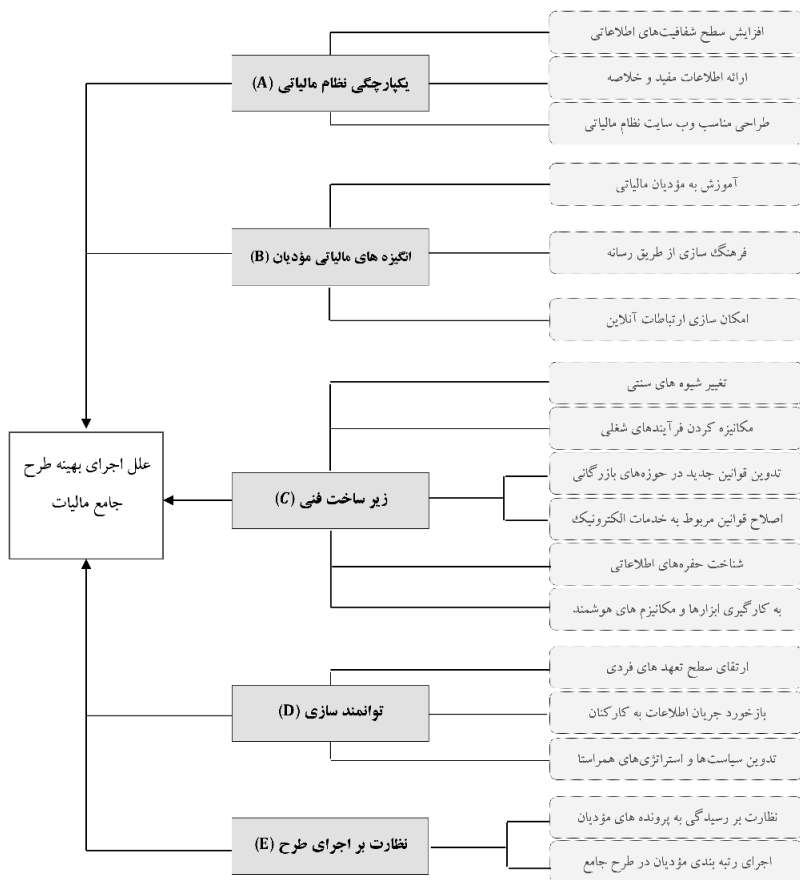 افزایش سطح شفافیت‌های اطلاعاتی
یکپارچگی نظام مالیاتی (A)
ارائه اطلاعات مفید و خلاصه
طراحی مناسب وب سایت نظام مالیاتی
آموزش به مؤدیان مالیاتی
انگیزه های مالیاتی مؤدیان (B)
فرهنگ سازی از طریق رسانه
امکان سازی ارتباطات آنلاین
تغییر شیوه های سنتی
مکانیزه کردن فرآیندهای شغلی
علل اجرای بهینه طرح
جامع مالیات
زیر ساخت فنی (C)
تدوین قوانین جدید در حوزه‌های بازرگانی
اصلاح قوانین مربوط به خدمات الکترونیک
شناخت حفره‌های اطلاعاتی
به کارگیری ابزارها و مکانیزم های هوشمند
ارتقای سطح تعهد های فردی
توانمند سازی (D)
بازخورد جریان اطلاعات به کارکنان
تدوین سیاست‌ها و استراتژی‌های همراستا
نظارت بر رسیدگی به پرونده های مؤدیان
نظارت بر اجرای طرح (E)
اجرای رتبه بندی مؤدیان در طرح جامع